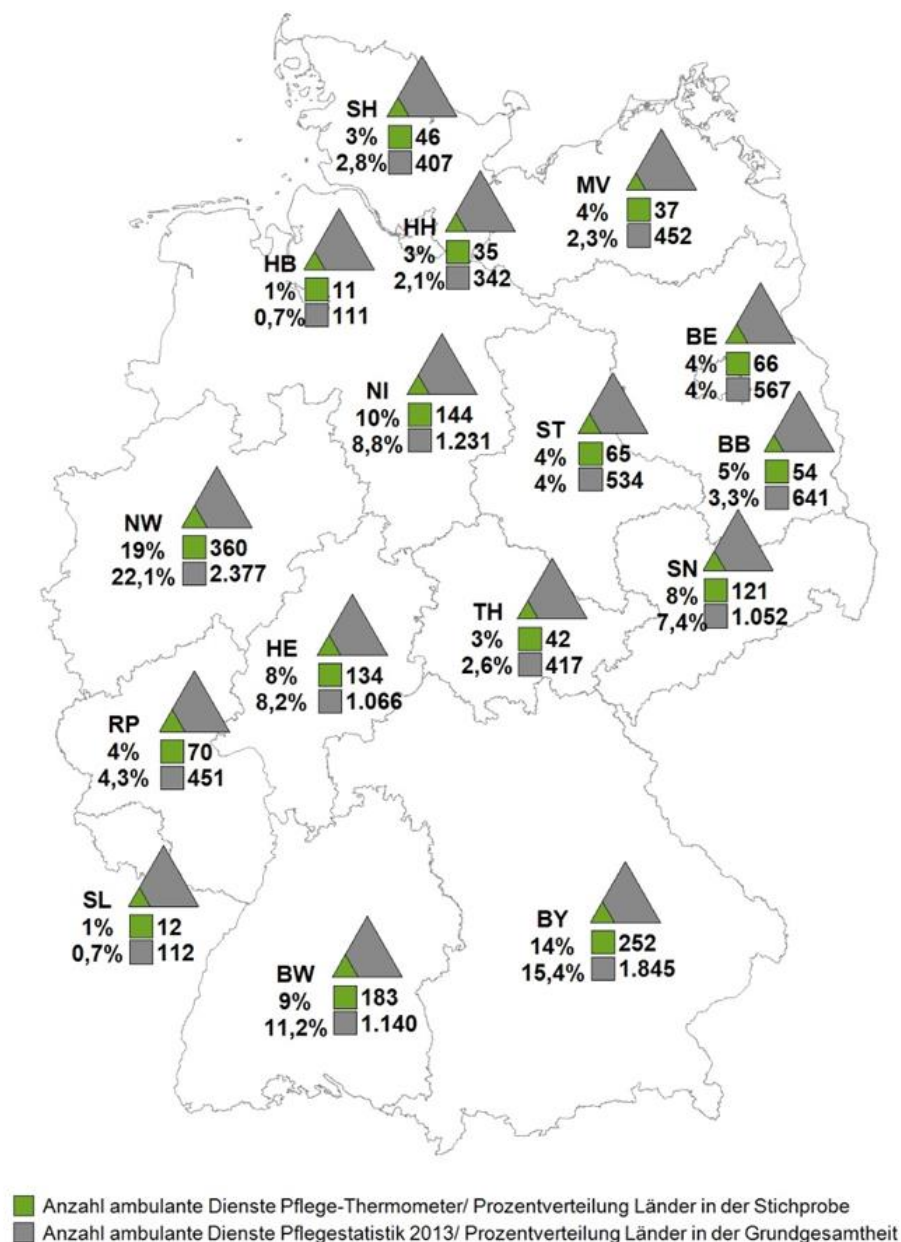 SH
3% 46
2,8% 407
MV
4% 37
2,3% 452
HH
3% 35
2,1% 342
HB
1% 11
0,7% 111
BE
4% 66
4% 567
NI
10% 144
8,8% 1.231
ST
4% 65
4% 534
BB
5% 54
3,3% 641
NW
19% 360
22,1% 2.377
SN
8% 121
7,4% 1.052
TH
3% 42
2,6% 417
HE
8% 134
8,2% 1.066
RP
4% 70
4,3% 451
SL
1% 12
0,7% 112
BY
14% 252
15,4% 1.845
BW
9% 183
11,2% 1.140
Anzahl ambulante Dienste Pflege-Thermometer/ Prozentverteilung Länder in der Stichprobe
Anzahl ambulante Dienste Pflegestatistik 2013/ Prozentverteilung Länder in der Grundgesamtheit